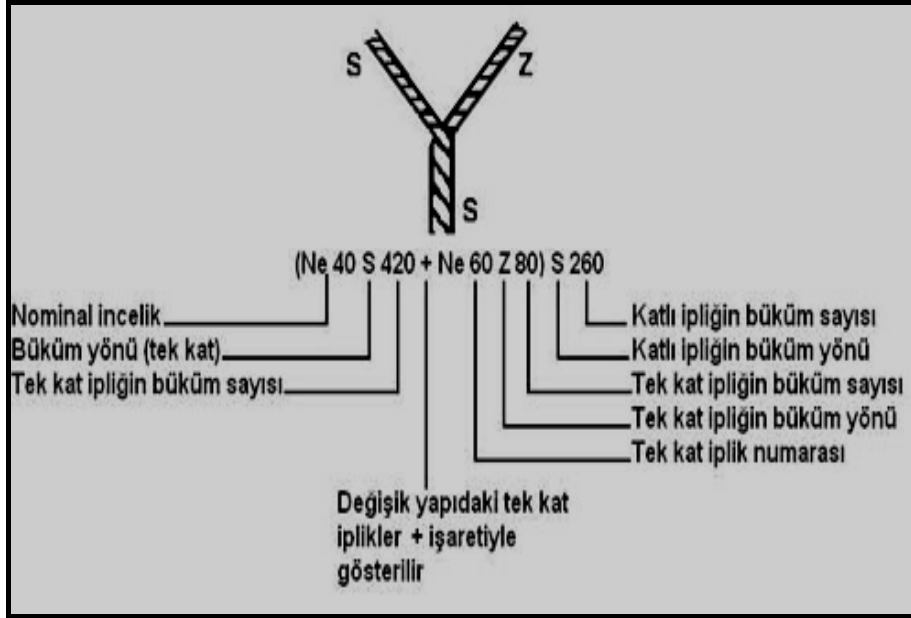 S
Z
S
(Ne 40 S 420 + Ne 60 Z 80) S 260
Nominal incelik
Büküm yönü (tek kat)
Tek kat ipliğin büküm sayısı
Katlı ipliğin büküm sayısı
Katlı ipliğin büküm yönü
Tek kat ipliğin büküm sayısı
Tek kat ipliğin büküm yönü
Tek kat iplik numarası
Değişik yapıdaki tek kat
iplikler + işaretiyle
gösterilir